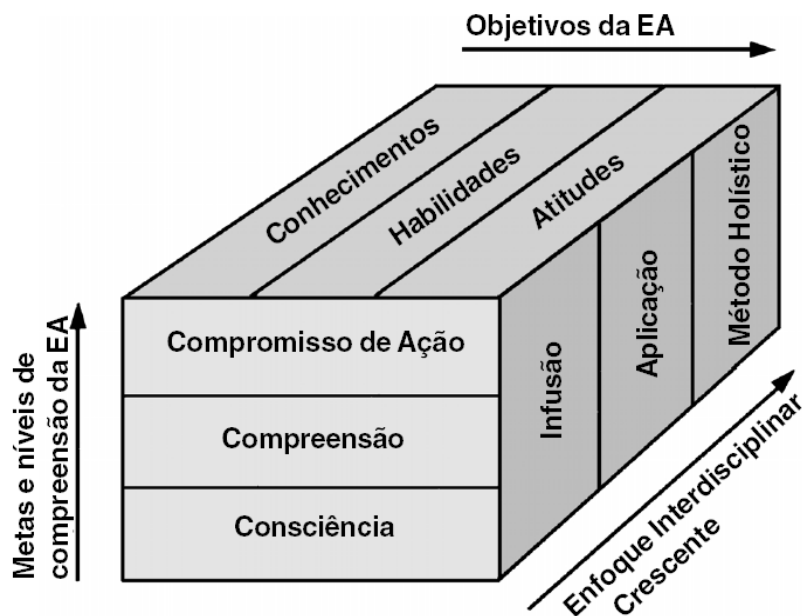 Objetivos da EA
Conhecimentos
Habilidades
Atitudes
Metas e níveis de
compreensão da EA
Compromisso de Ação
Compreensão
Consciência
Infusão
Aplicação
Método Holístico
Enfoque Interdisciplinar
Crescente